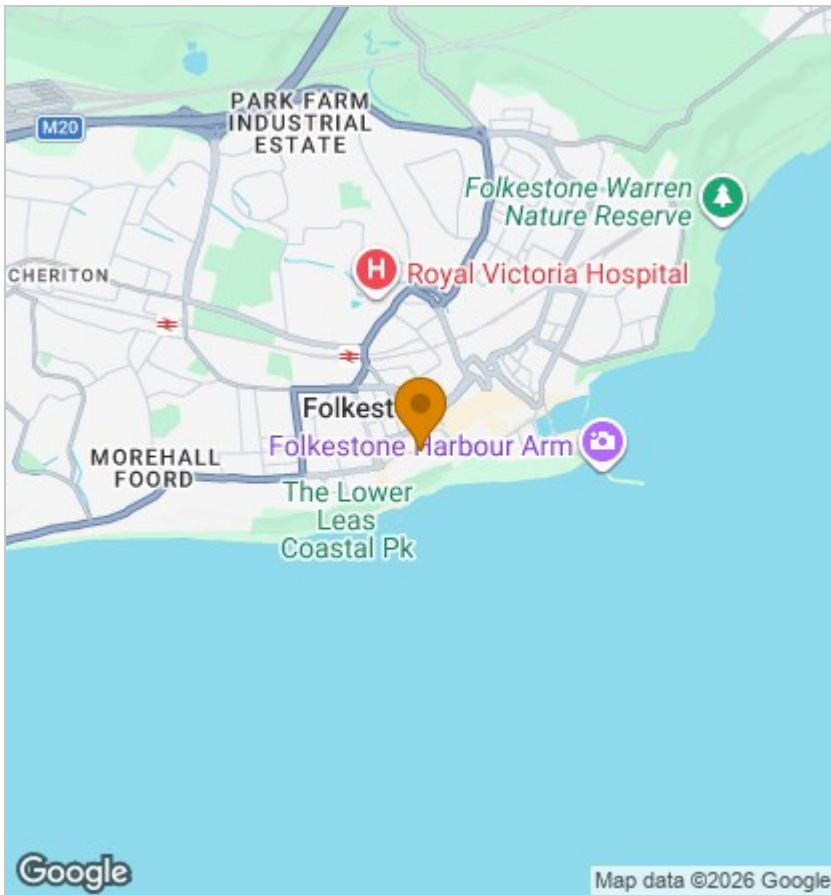 PARK FARM
INDUSTRIAL
ESTATE
M20
Folkestone Warren
Nature Reserve
CHERITON
H
Royal Victoria Hospital
Folkest
Folkestone Harbour Arm
MOREHALL
FOORD
The Lower
Leas
Coastal Pk
Google
Map data ©2026 Google